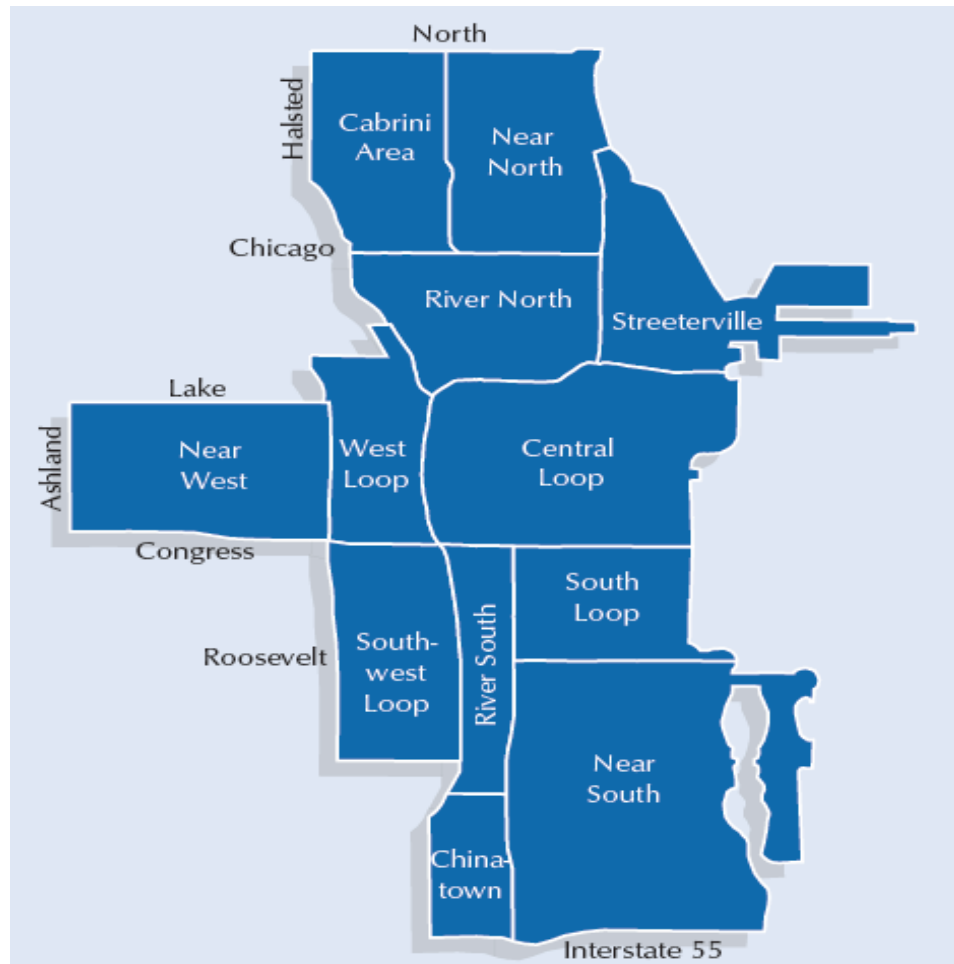 North
Halsted
Cabrini
Area
Near
North
Chicago
River North
Streeterville
Lake
Ashland
Near
West
West
Loop
Central
Loop
Congress
South
Loop
Roosevelt
South-
west
Loop
River South
Near
South
China-
town
Interstate 55